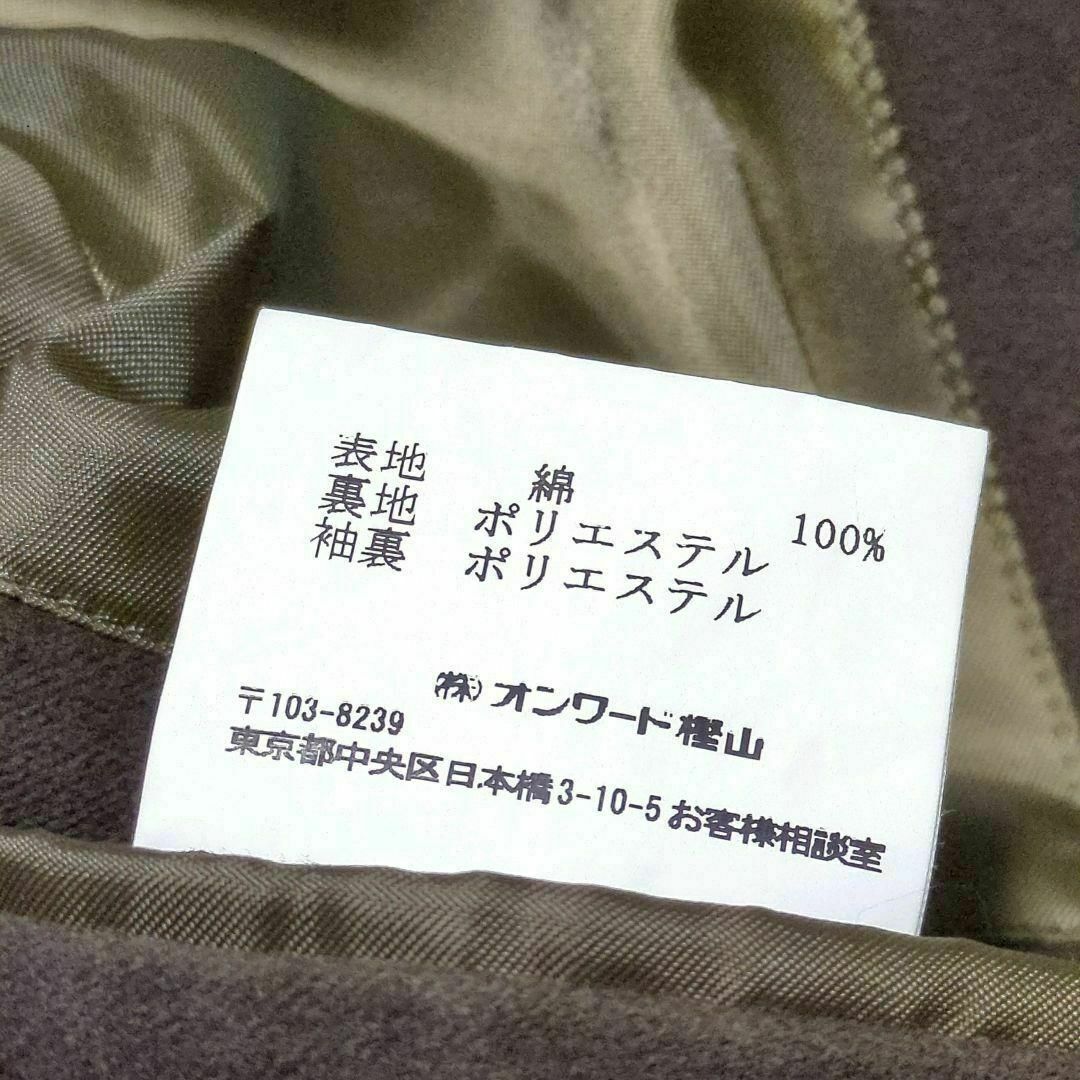 表地 綿 100%
裏地 ポリエステル
袖裏 ポリエステル
㈱オンワード樫山
〒103-8239
東京都中央区日本橋3-10-5お客様相談室